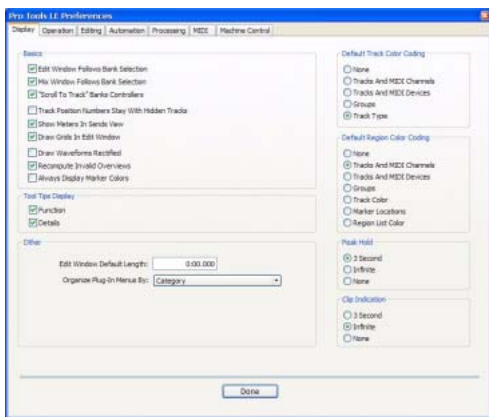 Pro Tools LE Preferences
Display Operation Editing Automation Processing MIDI Machine Control
Basics
Edit Window Follows Bank Selection
Mix Window Follows Bank Selection
"Scroll To Track" Banks Controllers
Track Position Numbers Stay With Hidden Tracks
Show Meters In Sends View
Draw Grids In Edit Window
Draw Waveforms Rectified
Recompute Invalid Overviews
Always Display Marker Colors
Tool Tips Display
Function
Details
Other
Edit Window Default Length: 0:00.000
Organize Plug-In Menus By: Category
Default Track Color Coding
None
Tracks And MIDI Channels
Tracks And MIDI Devices
Groups
Track Type
Default Region Color Coding
None
Tracks And MIDI Channels
Tracks And MIDI Devices
Groups
Track Color
Marker Locations
Region List Color
Peak Hold
3 Second
Infinite
None
Clip Indication
3 Second
Infinite
None
Done